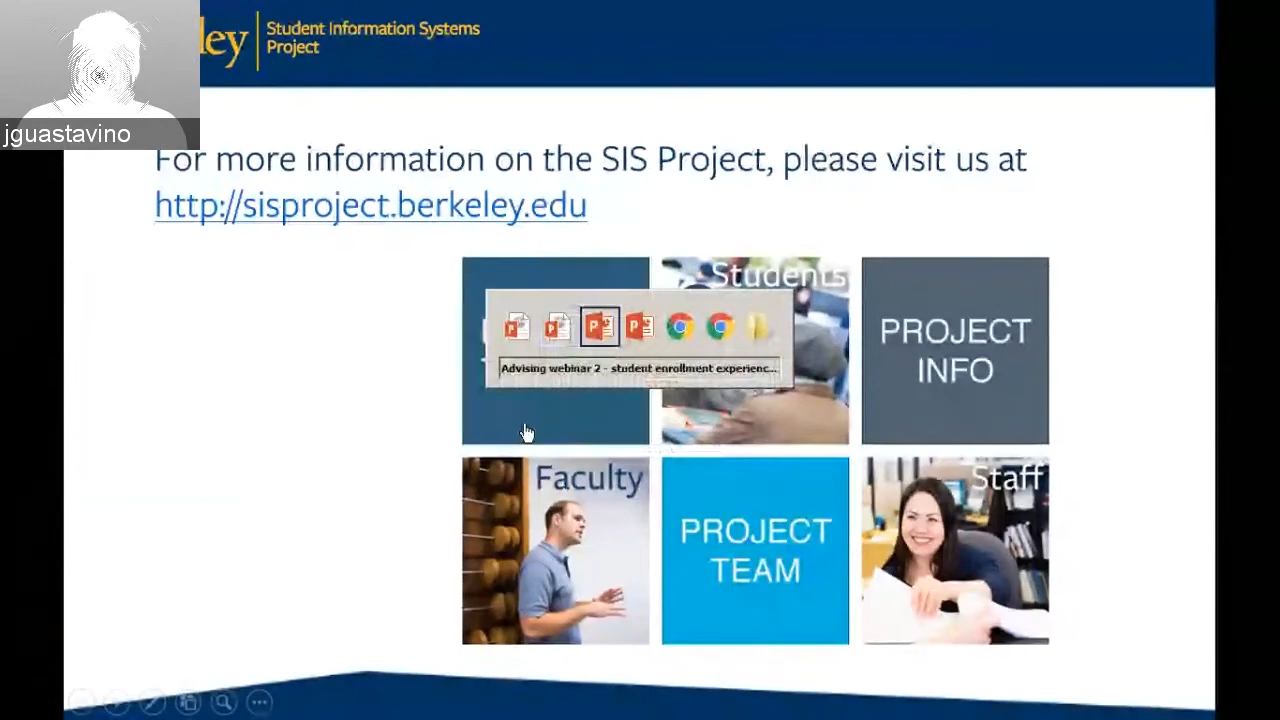 ley
Student Information Systems
Project
jguastavino
For more information on the SIS Project, please visit us at
http://sisproject.berkeley.edu
Students
Advising webinar 2 - student enrollment experienc...
PROJECT
INFO
Faculty
PROJECT
TEAM
Staff